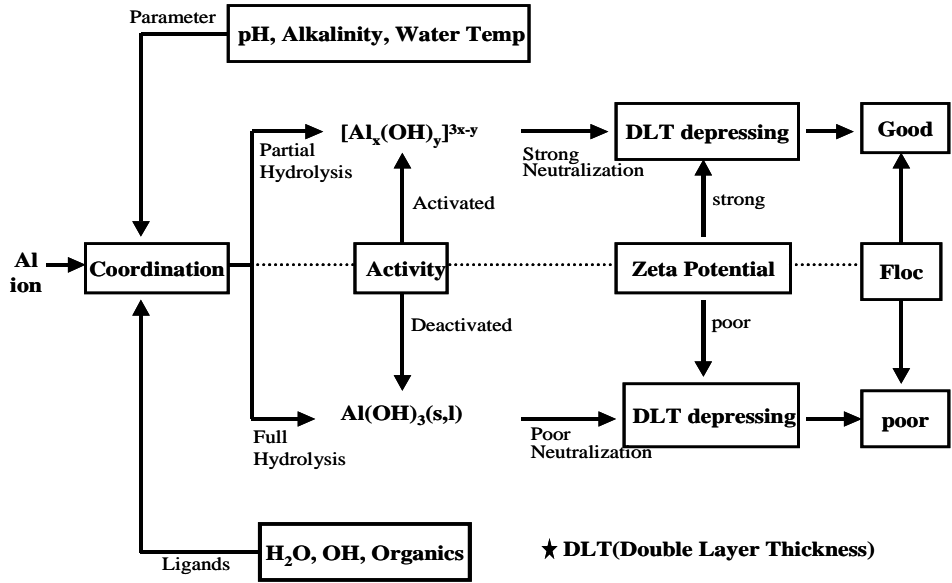 Parameter
pH, Alkalinity, Water Temp
[Alₓ(OH)ᵧ]³ˣ⁻ʸ
DLT depressing
Good
Partial
Hydrolysis
Strong
Neutralization
Activated
strong
Al
ion
Coordination
Activity
Zeta Potential
Floc
Deactivated
poor
Al(OH)₃(s,l)
DLT depressing
poor
Full
Hydrolysis
Poor
Neutralization
Ligands
H₂O, OH, Organics
★ DLT(Double Layer Thickness)